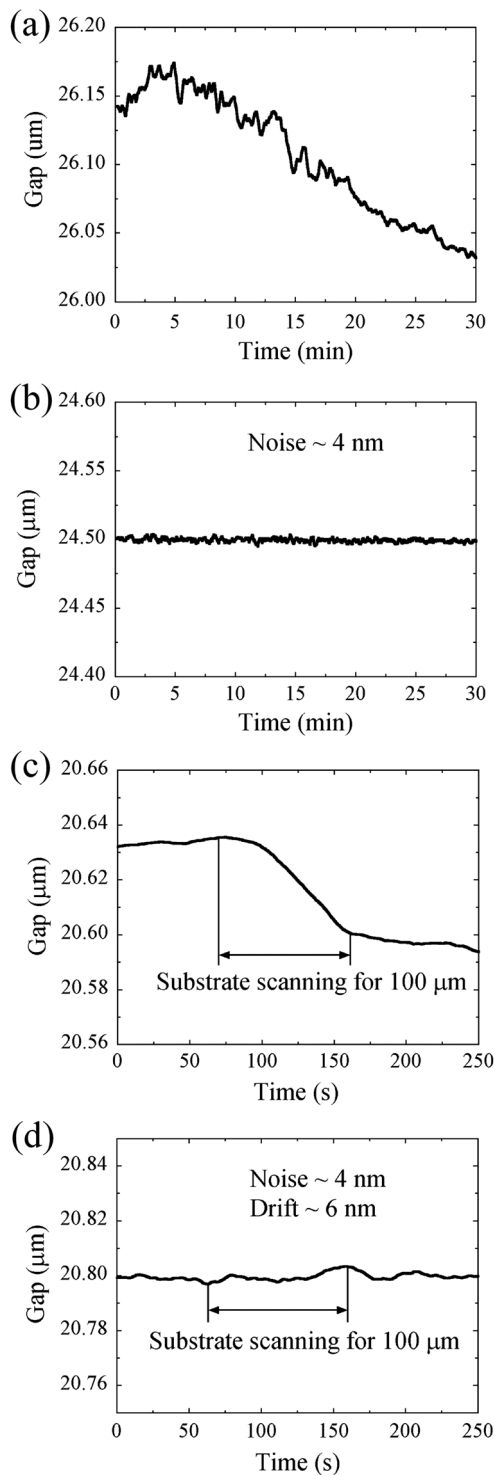 (a)
26.20
26.15
26.10
26.05
26.00
Gap (um)
0 5 10 15 20 25 30
Time (min)
(b)
24.60
24.55
24.50
24.45
24.40
Gap (μm)
Noise ~ 4 nm
0 5 10 15 20 25 30
Time (min)
(c)
20.66
20.64
20.62
20.60
20.58
20.56
Gap (μm)
Substrate scanning for 100 μm
0 50 100 150 200 250
Time (s)
(d)
20.84
20.82
20.80
20.78
20.76
Gap (μm)
Noise ~ 4 nm
Drift ~ 6 nm
Substrate scanning for 100 μm
0 50 100 150 200 250
Time (s)